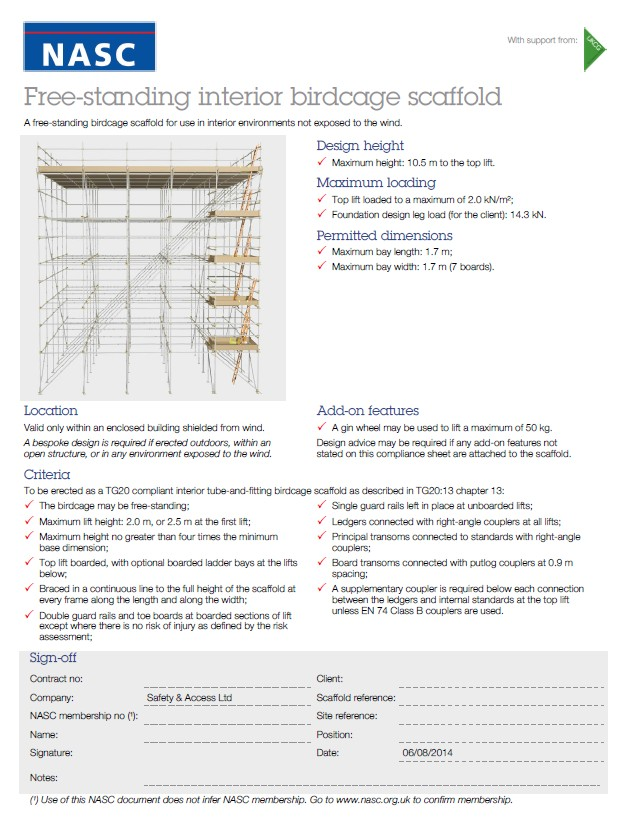 NASC
With support from:
UKCG
Free-standing interior birdcage scaffold
A free-standing birdcage scaffold for use in interior environments not exposed to the wind.
Design height
✓ Maximum height: 10.5 m to the top lift.
Maximum loading
✓ Top lift loaded to a maximum of 2.0 kN/m²;
✓ Foundation design leg load (for the client): 14.3 kN.
Permitted dimensions
✓ Maximum bay length: 1.7 m;
✓ Maximum bay width: 1.7 m (7 boards).
Location
Valid only within an enclosed building shielded from wind.
A bespoke design is required if erected outdoors, within an
open structure, or in any environment exposed to the wind.
Add-on features
✓ A gin wheel may be used to lift a maximum of 50 kg.
Design advice may be required if any add-on features not
stated on this compliance sheet are attached to the scaffold.
Criteria
To be erected as a TG20 compliant interior tube-and-fitting birdcage scaffold as described in TG20:13 chapter 13:
✓ The birdcage may be free-standing;
✓ Maximum lift height: 2.0 m, or 2.5 m at the first lift;
✓ Maximum height no greater than four times the minimum
base dimension;
✓ Top lift boarded, with optional boarded ladder bays at the lifts
below;
✓ Braced in a continuous line to the full height of the scaffold at
every frame along the length and along the width;
✓ Double guard rails and toe boards at boarded sections of lift
except where there is no risk of injury as defined by the risk
assessment;
✓ Single guard rails left in place at unboarded lifts;
✓ Ledgers connected with right-angle couplers at all lifts;
✓ Principal transoms connected to standards with right-angle
couplers;
✓ Board transoms connected with putlog couplers at 0.9 m
spacing;
✓ A supplementary coupler is required below each connection
between the ledgers and internal standards at the top lift
unless EN 74 Class B couplers are used.
Sign-off
Contract no:
Client:
Company: Safety & Access Ltd
Scaffold reference:
NASC membership no (¹):
Site reference:
Name:
Position:
Signature:
Date: 06/08/2014
Notes:
(¹) Use of this NASC document does not infer NASC membership. Go to www.nasc.org.uk to confirm membership.